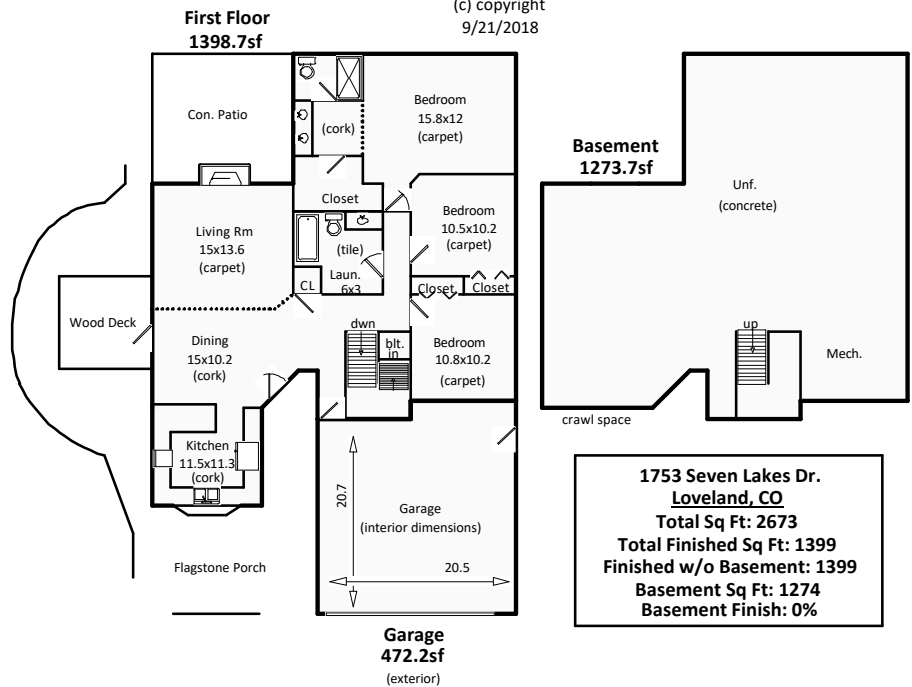 (c) copyright
9/21/2018
First Floor
1398.7sf
Con. Patio
(cork)
Bedroom
15.8x12
(carpet)
Closet
Living Rm
15x13.6
(carpet)
(tile)
Laun.
6x3
CL
Bedroom
10.5x10.2
(carpet)
Closet
Closet
Wood Deck
Dining
15x10.2
(cork)
dwn
blt.
in
Bedroom
10.8x10.2
(carpet)
Kitchen
11.5x11.3
(cork)
Flagstone Porch
20.7
Garage
(interior dimensions)
20.5
Garage
472.2sf
(exterior)
Basement
1273.7sf
Unf.
(concrete)
up
Mech.
crawl space
1753 Seven Lakes Dr.
Loveland, CO
Total Sq Ft: 2673
Total Finished Sq Ft: 1399
Finished w/o Basement: 1399
Basement Sq Ft: 1274
Basement Finish: 0%